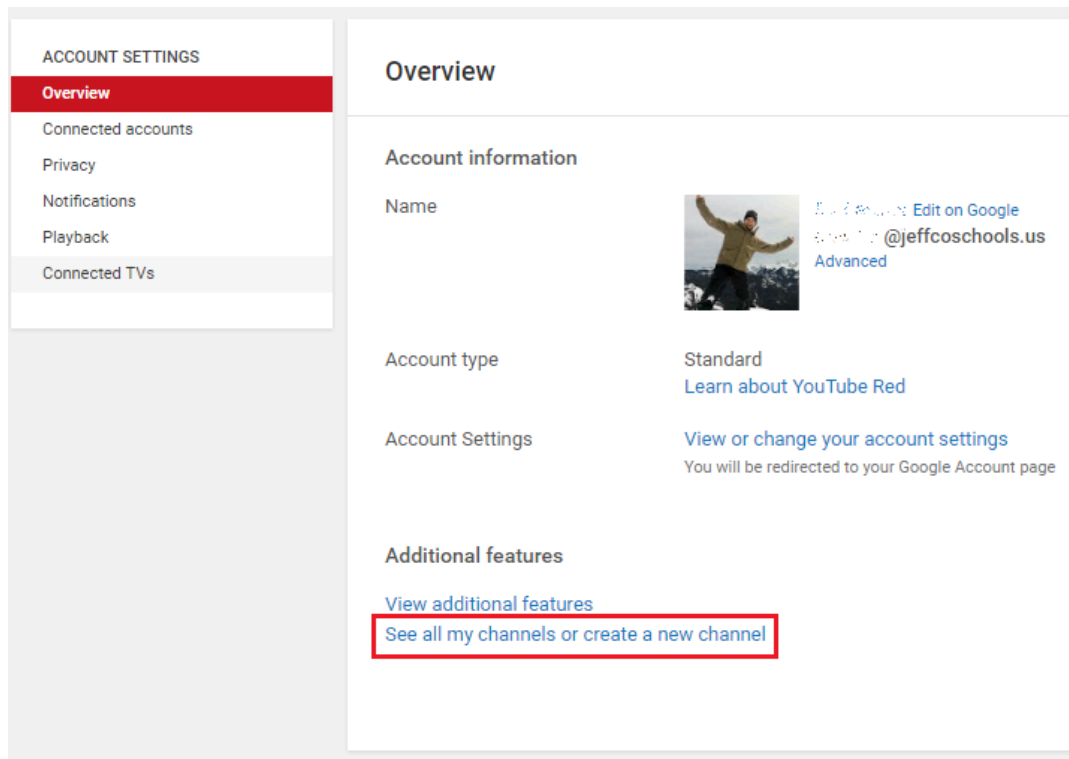 ACCOUNT SETTINGS
Overview
Connected accounts
Privacy
Notifications
Playback
Connected TVs
Overview
Account information
Name
Edit on Google
@jeffcoschools.us
Advanced
Account type
Standard
Learn about YouTube Red
Account Settings
View or change your account settings
You will be redirected to your Google Account page
Additional features
View additional features
See all my channels or create a new channel